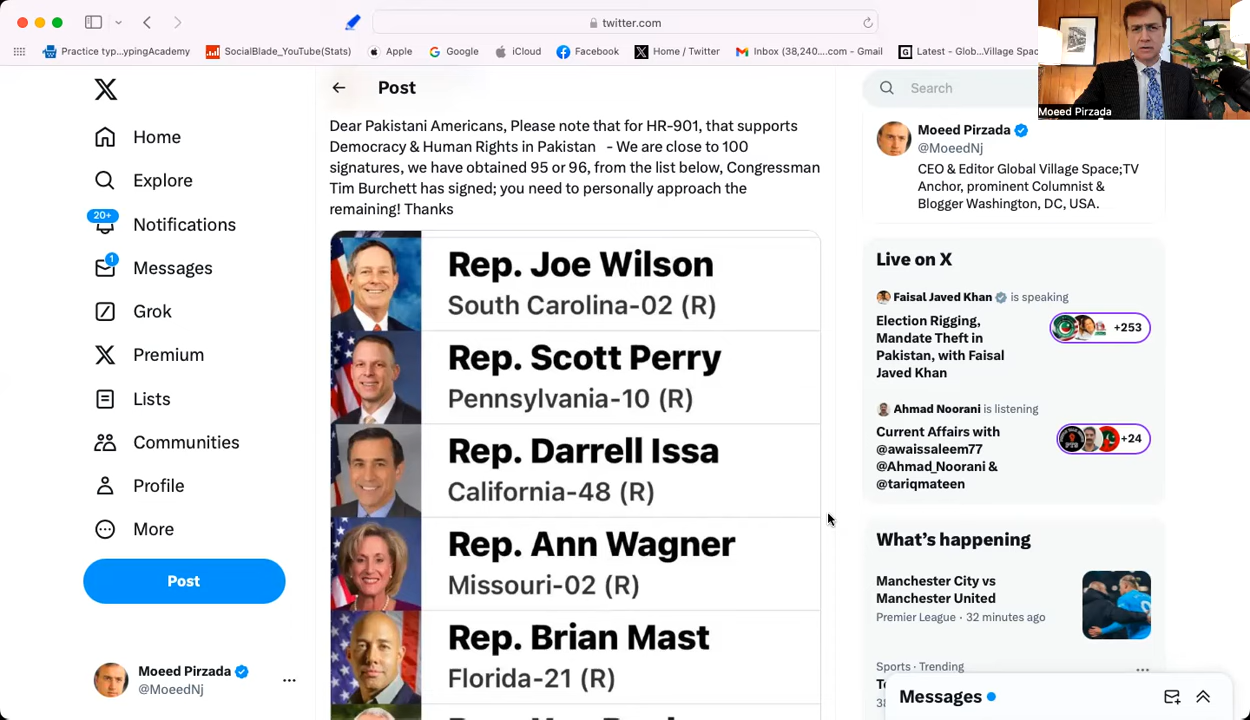 twitter.com
Practice typ...ypingAcademy
SocialBlade_YouTube(Stats)
Apple
Google
iCloud
Facebook
Home / Twitter
Inbox (38,240....com - Gmail
Latest - Glob...Village Spac
Moeed Pirzada
Home
Explore
20+
Notifications
1
Messages
Grok
Premium
Lists
Communities
Profile
More
Post
Moeed Pirzada
@MoeedNj
Post
Dear Pakistani Americans, Please note that for HR-901, that supports
Democracy & Human Rights in Pakistan - We are close to 100
signatures, we have obtained 95 or 96, from the list below, Congressman
Tim Burchett has signed; you need to personally approach the
remaining! Thanks
Rep. Joe Wilson
South Carolina-02 (R)
Rep. Scott Perry
Pennsylvania-10 (R)
Rep. Darrell Issa
California-48 (R)
Rep. Ann Wagner
Missouri-02 (R)
Rep. Brian Mast
Florida-21 (R)
Search
Moeed Pirzada
@MoeedNj
CEO & Editor Global Village Space;TV
Anchor, prominent Columnist &
Blogger Washington, DC, USA.
Live on X
Faisal Javed Khan is speaking
Election Rigging,
Mandate Theft in
Pakistan, with Faisal
Javed Khan
+253
Ahmad Noorani is listening
Current Affairs with
@awaissaleem77
@Ahmad_Noorani &
@tariqmateen
+24
What's happening
Manchester City vs
Manchester United
Premier League · 32 minutes ago
Sports · Trending
Messages